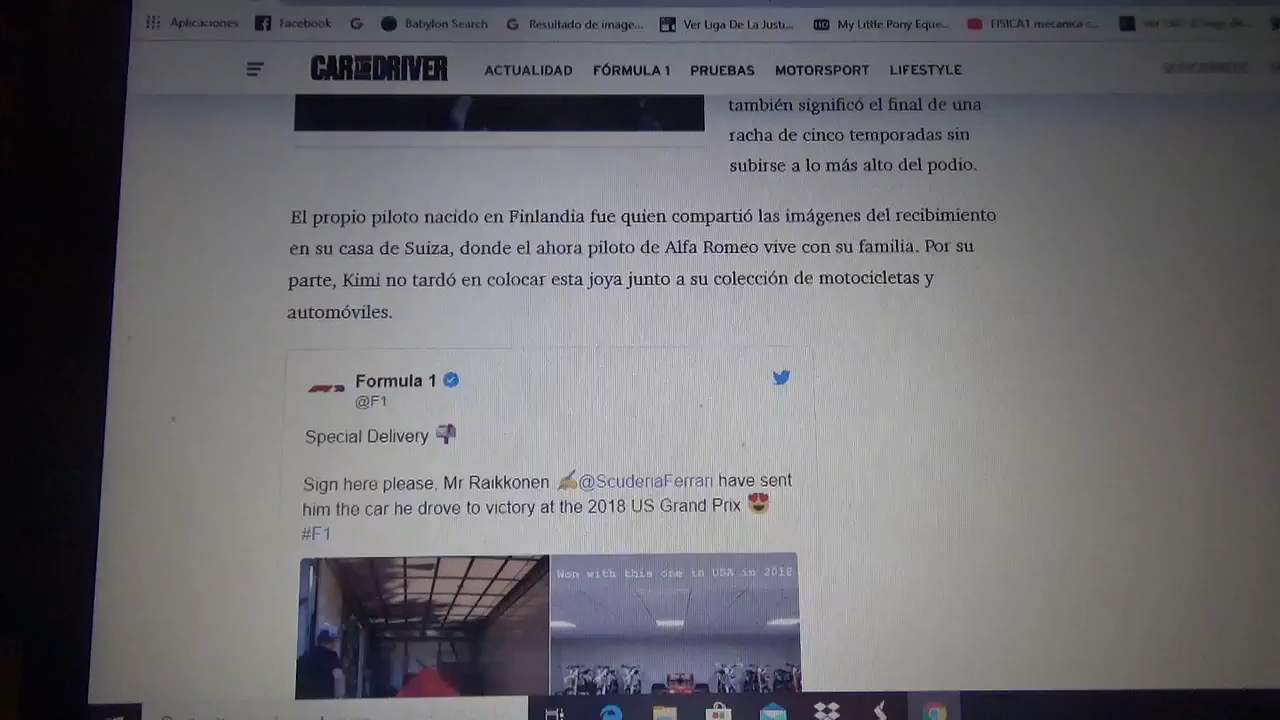 Aplicaciones Facebook Babylon Search Resultado de image... Ver Liga De La Justi... My Little Pony Eque... FISICA1 mecanica c...
CAR AND DRIVER ACTUALIDAD FÓRMULA 1 PRUEBAS MOTORSPORT LIFESTYLE
también significó el final de una
racha de cinco temporadas sin
subirse a lo más alto del podio.
El propio piloto nacido en Finlandia fue quien compartió las imágenes del recibimiento
en su casa de Suiza, donde el ahora piloto de Alfa Romeo vive con su familia. Por su
parte, Kimi no tardó en colocar esta joya junto a su colección de motocicletas y
automóviles.
Formula 1
@F1
Special Delivery
Sign here please, Mr Raikkonen ✍@ScuderiaFerrari have sent
him the car he drove to victory at the 2018 US Grand Prix 😍
#F1
Won with this one in USA in 2018